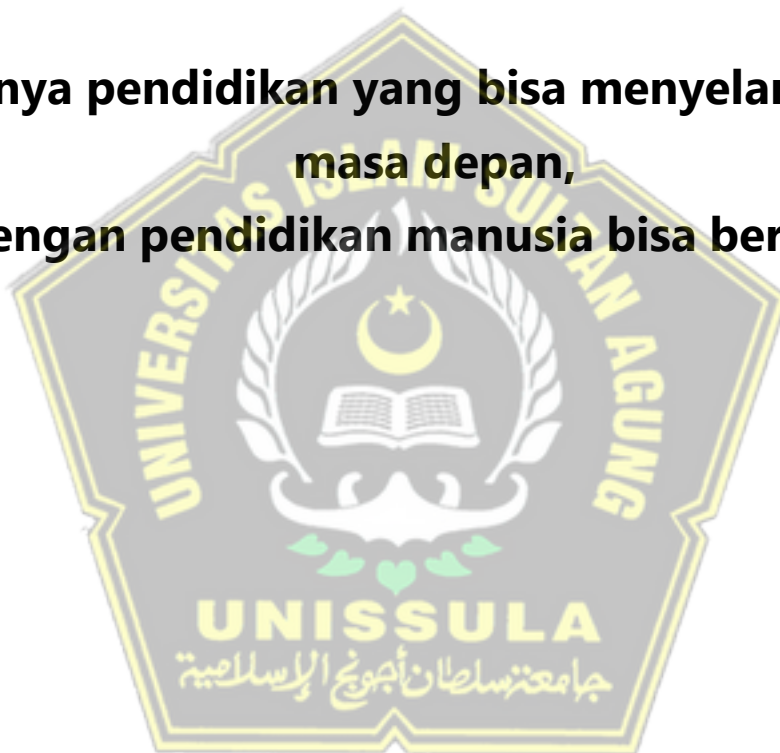 nya pendidikan yang bisa menyelan
masa depan,
engan pendidikan manusia bisa ber
UNIVERSITAS ISLAM SULTAN AGUNG
UNISSULA
جامعة سلطان أجونج الإسلامية